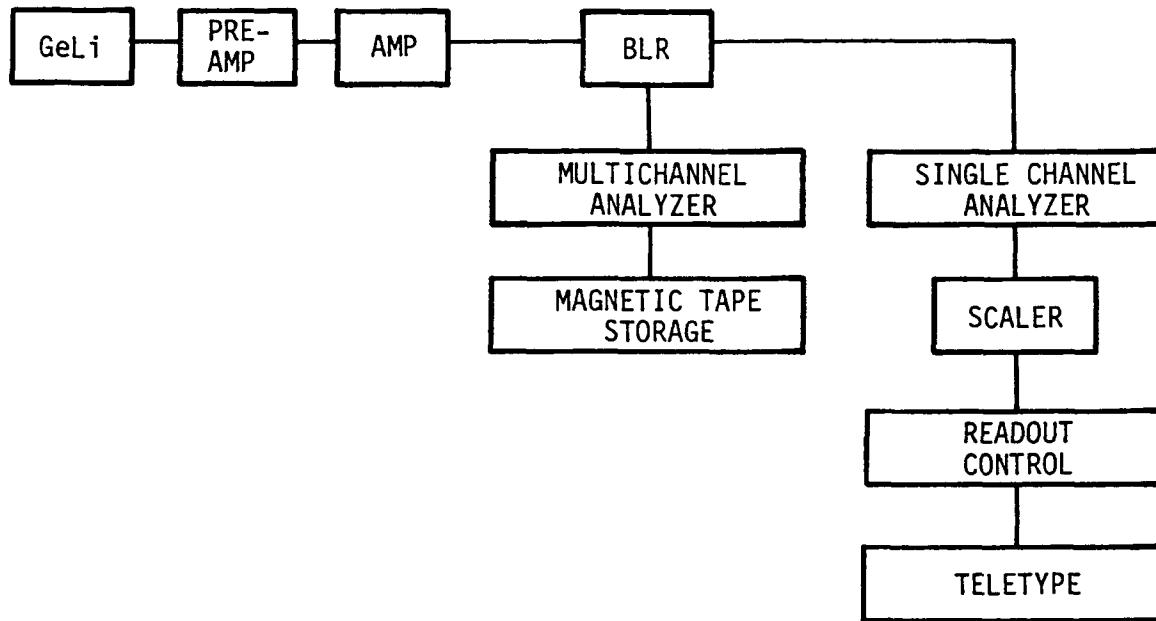 GeLi
PRE-
AMP
AMP
BLR
MULTICHANNEL
ANALYZER
SINGLE CHANNEL
ANALYZER
MAGNETIC TAPE
STORAGE
SCALER
READOUT
CONTROL
TELETYPE